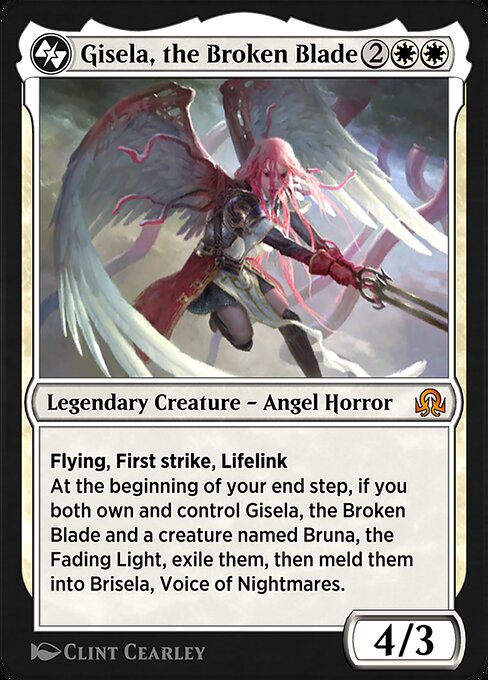 Gisela, the Broken Blade 2
Legendary Creature – Angel Horror
Flying, First strike, Lifelink
At the beginning of your end step, if you
both own and control Gisela, the Broken
Blade and a creature named Bruna, the
Fading Light, exile them, then meld them
into Brisela, Voice of Nightmares.
4/3
CLINT CEARLEY